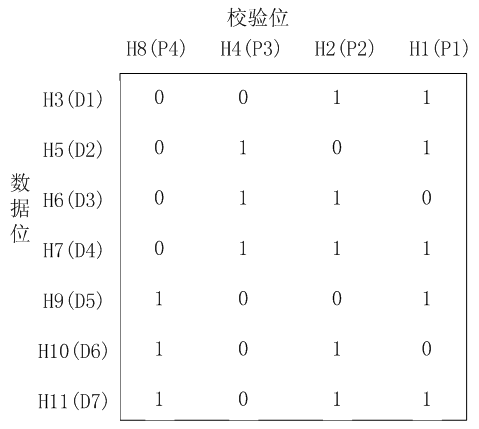 校验位
H8(P4) H4(P3) H2(P2) H1(P1)
H3(D1) 0 0 1 1
H5(D2) 0 1 0 1
数据位
H6(D3) 0 1 1 0
H7(D4) 0 1 1 1
H9(D5) 1 0 0 1
H10(D6) 1 0 1 0
H11(D7) 1 0 1 1